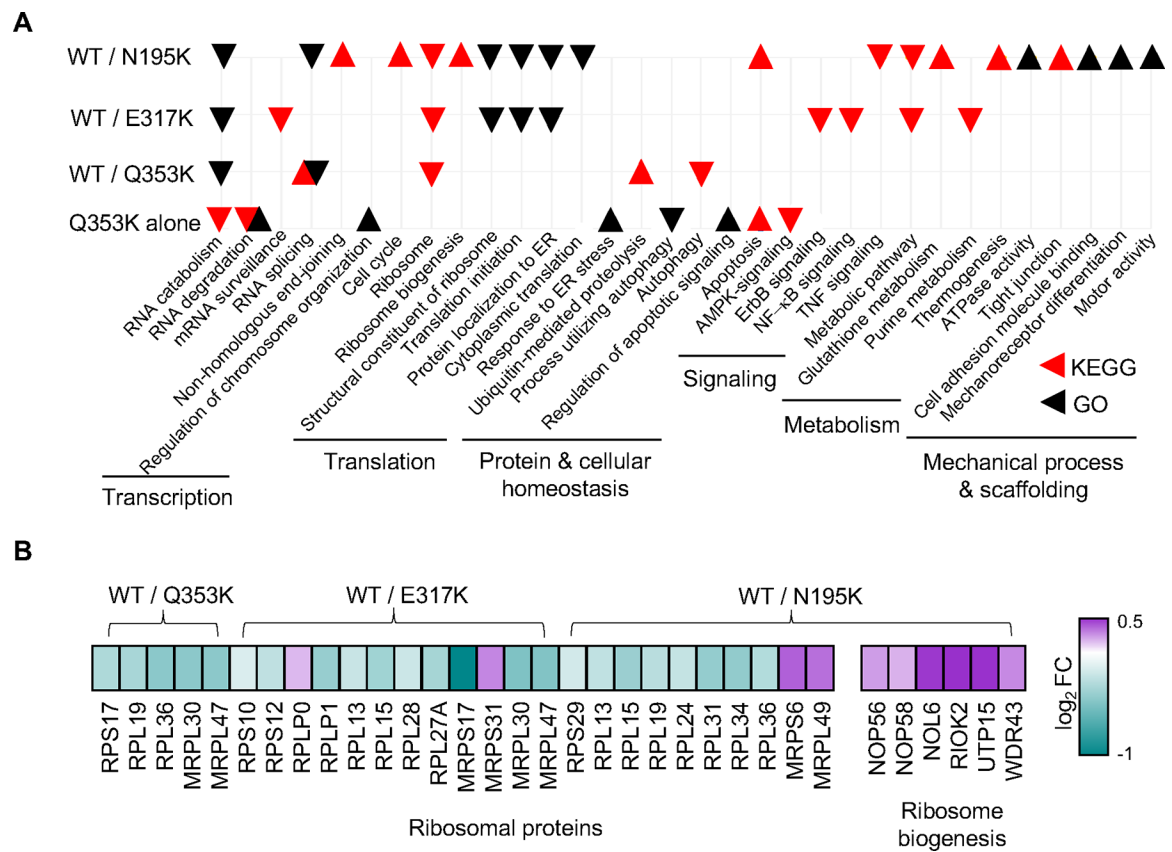 A
WT / N195K
WT / E317K
WT / Q353K
Q353K alone
RNA catabolism
RNA degradation
mRNA surveillance
RNA splicing
Non-homologous end-joining
Regulation of chromosome organization
Cell cycle
Ribosome
Ribosome biogenesis
Structural constituent of ribosome
Translation initiation
Protein localization to ER
Cytoplasmic translation
Response to ER stress
Ubiquitin-mediated proteolysis
Process utilizing autophagy
Autophagy
Regulation of apoptotic signaling
Apoptosis
AMPK-signaling
ErbB signaling
NF-κB signaling
TNF signaling
Metabolic pathway
Glutathione metabolism
Purine metabolism
Thermogenesis
ATPase activity
Tight junction
Cell adhesion molecule binding
Mechanoreceptor differentiation
Motor activity
KEGG
GO
Transcription
Translation
Protein & cellular
homeostasis
Signaling
Metabolism
Mechanical process
& scaffolding
B
WT / Q353K
WT / E317K
WT / N195K
0.5
log₂ FC
-1
RPS17
RPL19
RPL36
MRPL30
MRPL47
RPS10
RPS12
RPLP0
RPLP1
RPL13
RPL15
RPL28
RPL27A
MRPS17
MRPS31
MRPL30
MRPL47
RPS29
RPL13
RPL15
RPL19
RPL24
RPL31
RPL34
RPL36
MRPS6
MRPL49
NOP56
NOP58
NOL6
RIOK2
UTP15
WDR43
Ribosomal proteins
Ribosome
biogenesis